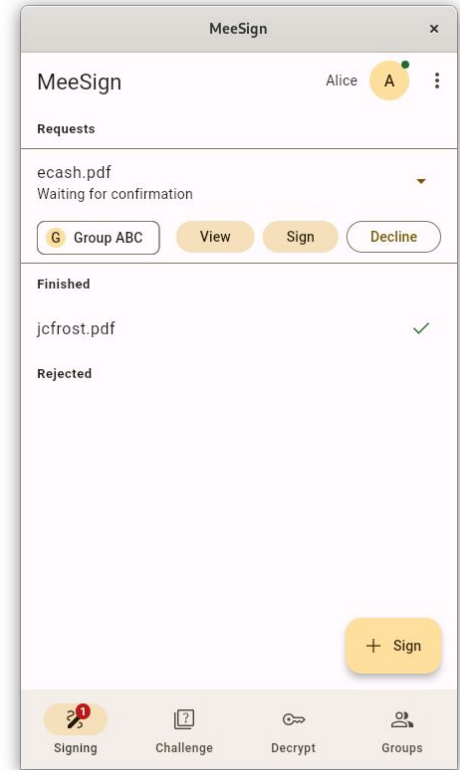 MeeSign
×
MeeSign
Alice
A
Requests
ecash.pdf
Waiting for confirmation
G Group ABC
View
Sign
Decline
Finished
jcfrost.pdf
Rejected
+ Sign
1
?
Signing
Challenge
Decrypt
Groups